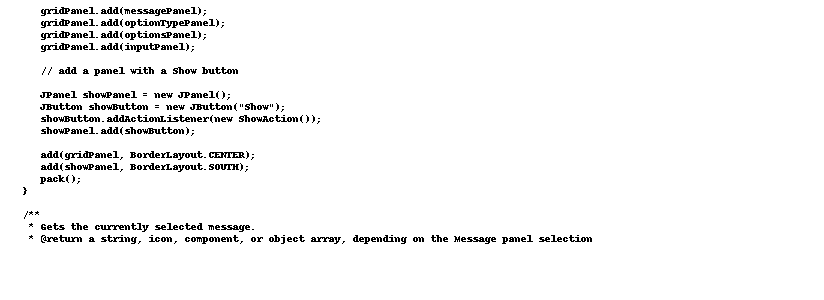 gridPanel.add(messagePanel);
gridPanel.add(optionTypePanel);
gridPanel.add(optionsPanel);
gridPanel.add(inputPanel);
// add a panel with a Show button
JPanel showPanel = new JPanel();
JButton showButton = new JButton("Show");
showButton.addActionListener(new ShowAction());
showPanel.add(showButton);
add(gridPanel, BorderLayout.CENTER);
add(showPanel, BorderLayout.SOUTH);
pack();
}
/**
* Gets the currently selected message.
* @return a string, icon, component, or object array, depending on the Message panel selection